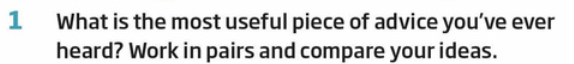 1 What is the most useful piece of advice you've ever
heard? Work in pairs and compare your ideas.